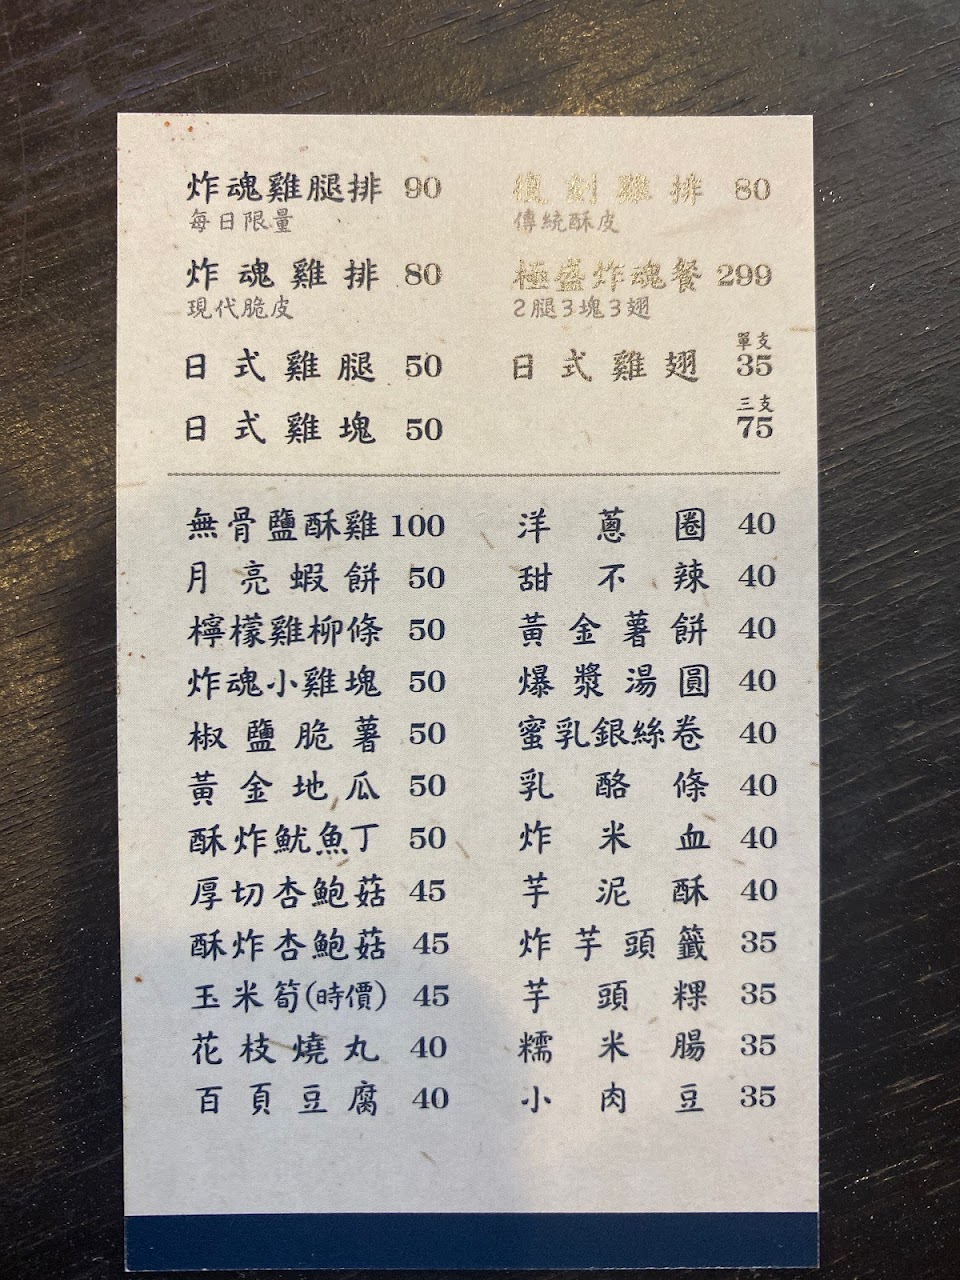 炸魂雞腿排 90
每日限量
炸魂雞排 80
現代脆皮
日式雞腿 50
日式雞塊 50
復刻雞排 80
傳統酥皮
極盛炸魂餐 299
2腿3塊3翅
單支
日式雞翅 35
三支
75
無骨鹽酥雞 100
月亮蝦餅 50
檸檬雞柳條 50
炸魂小雞塊 50
椒鹽脆薯 50
黃金地瓜 50
酥炸魷魚丁 50
厚切杏鮑菇 45
酥炸杏鮑菇 45
玉米筍(時價) 45
花枝燒丸 40
百頁豆腐 40
洋蔥圈 40
甜不辣 40
黃金薯餅 40
爆漿湯圓 40
蜜乳銀絲卷 40
乳酪條 40
炸米血 40
芋泥酥 40
炸芋頭籤 35
芋頭粿 35
糯米腸 35
小肉豆 35